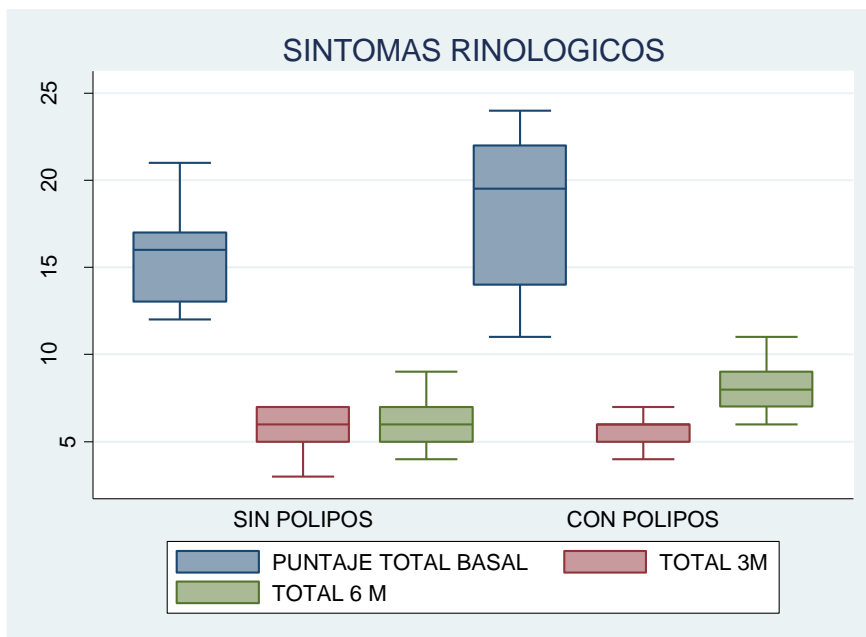 SINTOMAS RINOLOGICOS
25
20
15
10
5
SIN POLIPOS CON POLIPOS
PUNTAJE TOTAL BASAL TOTAL 3M
TOTAL 6 M